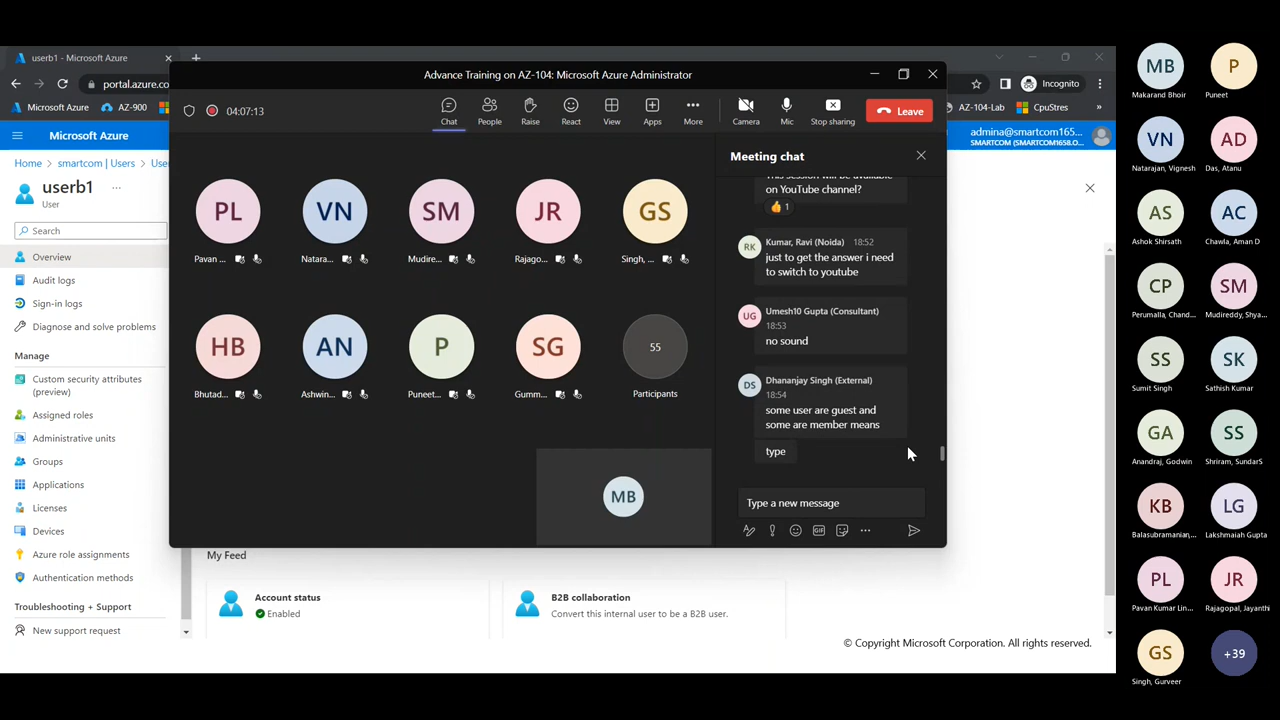 userb1 - Microsoft Azure
portal.azure.co
Incognito
Microsoft Azure
AZ-900
AZ-104-Lab
CpuStres
Microsoft Azure
admina@smartcom165...
SMARTCOM (SMARTCOM1658.O...
Home > smartcom | Users > Use
userb1
User
Search
Overview
Audit logs
Sign-in logs
Diagnose and solve problems
Manage
Custom security attributes
(preview)
Assigned roles
Administrative units
Groups
Applications
Licenses
Devices
Azure role assignments
Authentication methods
Troubleshooting + Support
New support request
My Feed
Account status
Enabled
B2B collaboration
Convert this internal user to be a B2B user.
© Copyright Microsoft Corporation. All rights reserved.
Advance Training on AZ-104: Microsoft Azure Administrator
04:07:13
Chat
People
Raise
React
View
Apps
More
Camera
Mic
Stop sharing
Leave
PL
VN
SM
JR
GS
Pavan ...
Natara...
Mudire...
Rajago...
Singh, ...
HB
AN
P
SG
55
Bhutad...
Ashwin...
Puneet...
Gumm...
Participants
MB
Meeting chat
This session will be available
on YouTube channel?
1
RK
Kumar, Ravi (Noida) 18:52
just to get the answer i need
to switch to youtube
UG
Umesh10 Gupta (Consultant)
18:53
no sound
DS
Dhananjay Singh (External)
18:54
some user are guest and
some are member means
type
Type a new message
GIF
MB
P
Makarand Bhoir
Puneet
VN
AD
Natarajan, Vignesh
Das, Atanu
AS
AC
Ashok Shirsath
Chawla, Aman D
CP
SM
Perumalla, Chand...
Mudireddy, Shya...
SS
SK
Sumit Singh
Sathish Kumar
GA
SS
Anandraj, Godwin
Shriram, SundarS
KB
LG
Balasubramanian,...
Lakshmaiah Gupta
PL
JR
Pavan Kumar Lin...
Rajagopal, Jayanthi
GS
+39
Singh, Gurveer